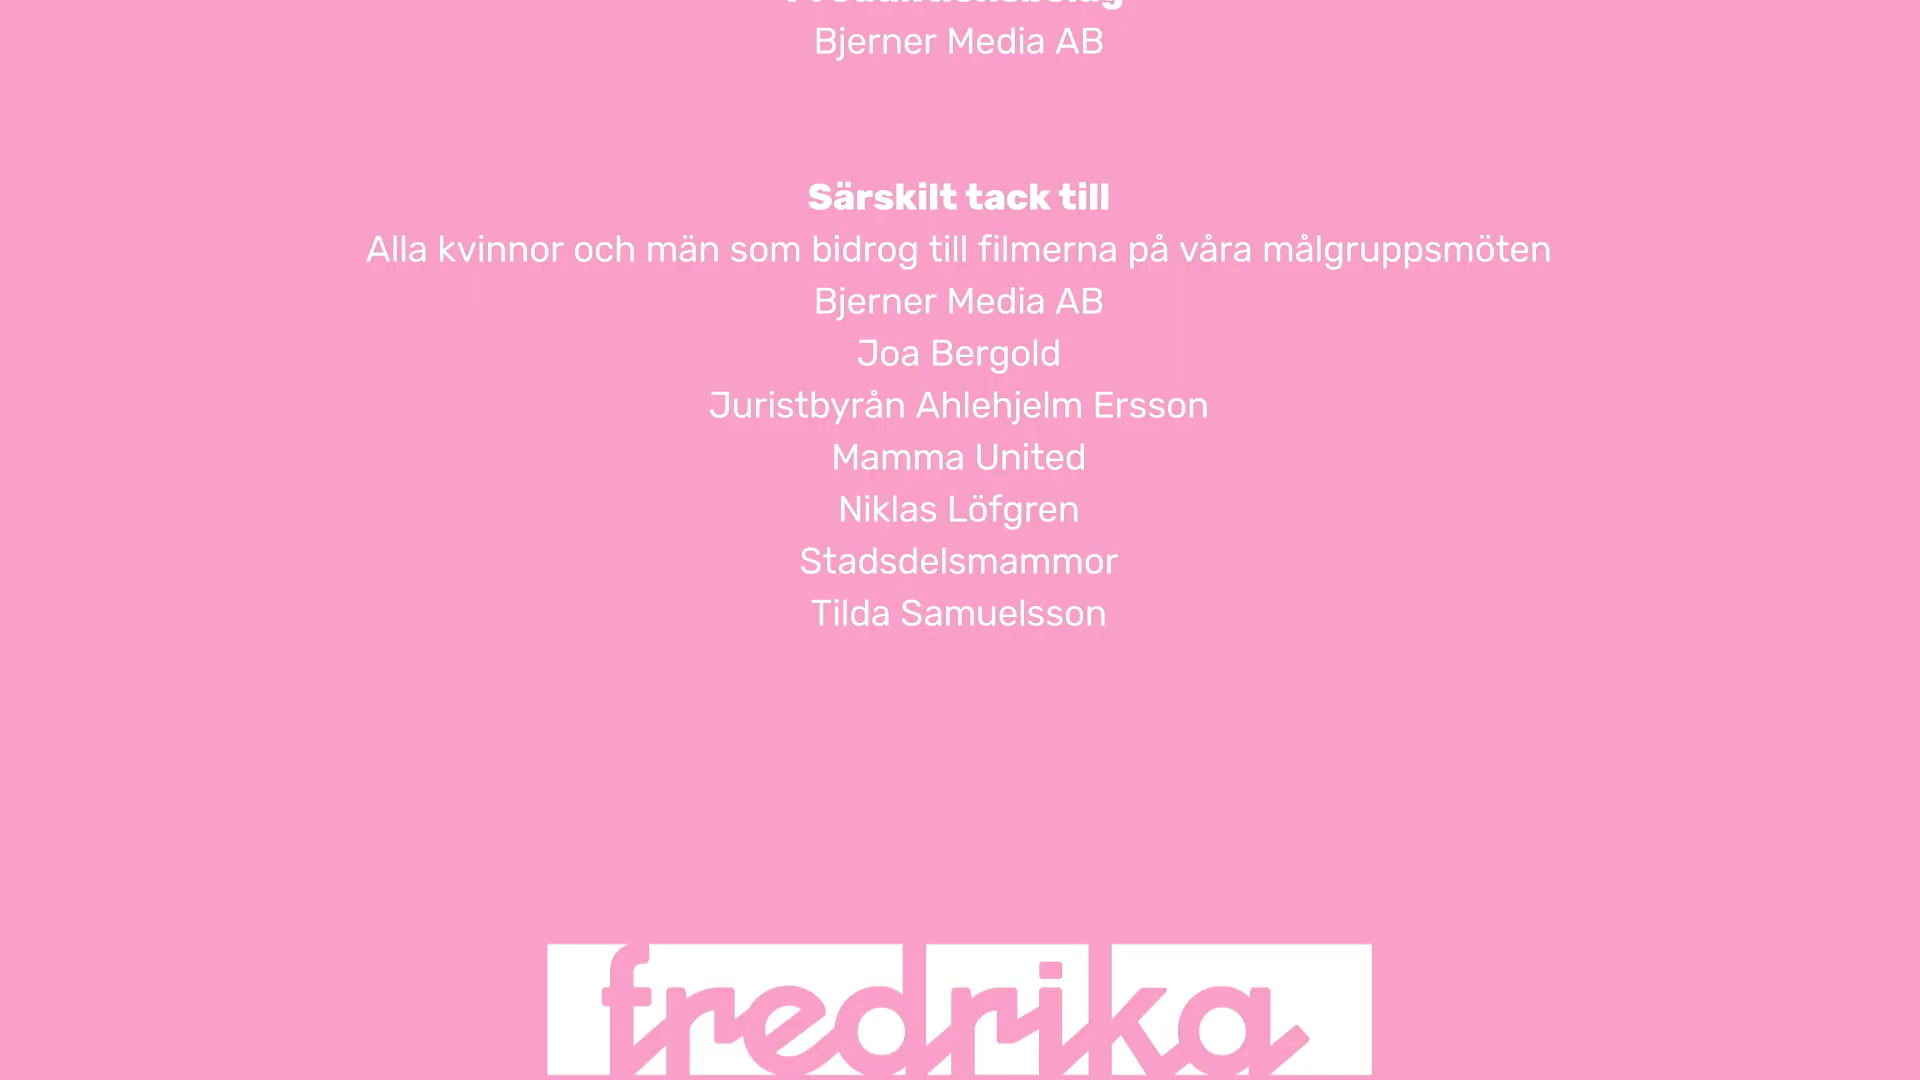 Produktionsbolag
Bjerner Media AB
Särskilt tack till
Alla kvinnor och män som bidrog till filmerna på våra målgruppsmöten
Bjerner Media AB
Joa Bergold
Juristbyrån Ahlehjelm Ersson
Mamma United
Niklas Löfgren
Stadsdelsmammor
Tilda Samuelsson
fredrika